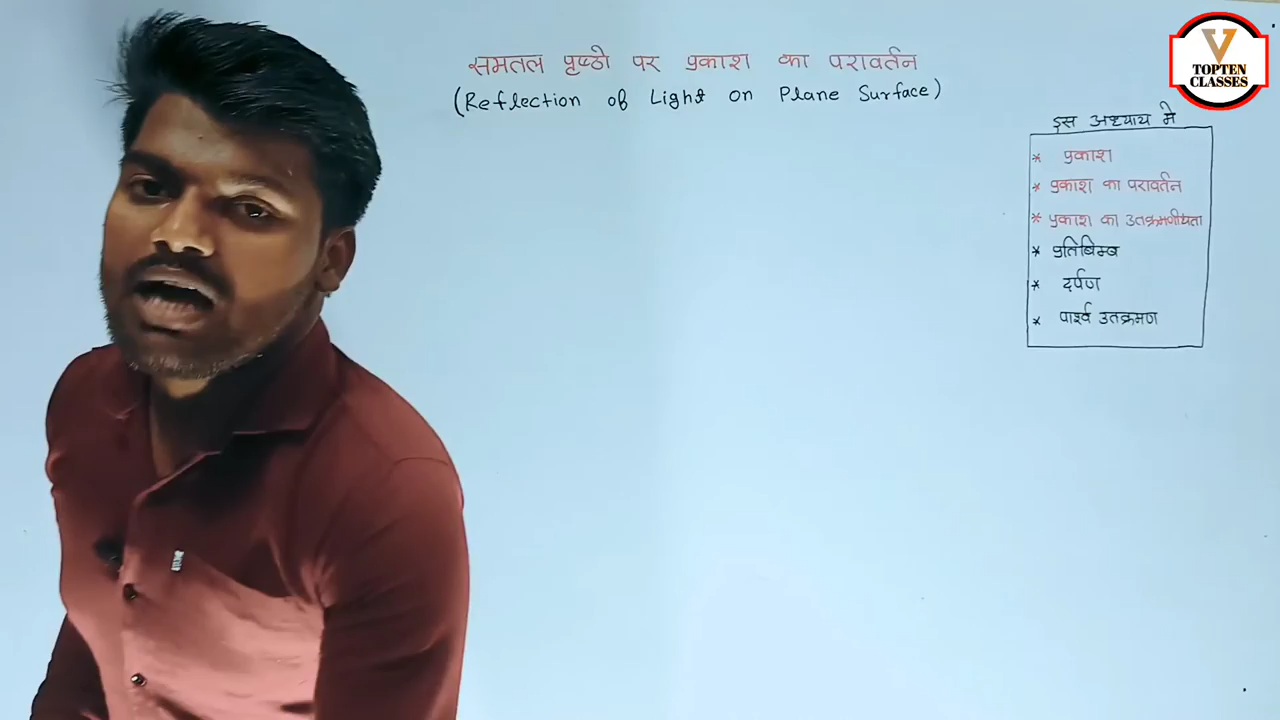 समतल पृष्ठो पर प्रकाश का परावर्तन
(Reflection of Light on Plane Surface)
V
TOPTEN
CLASSES
इस अध्याय मे
* प्रकाश
* प्रकाश का परावर्तन
* प्रकाश का उतक्रमणीयता
* प्रतिबिम्ब
* दर्पण
* पार्श्व उतक्रमण